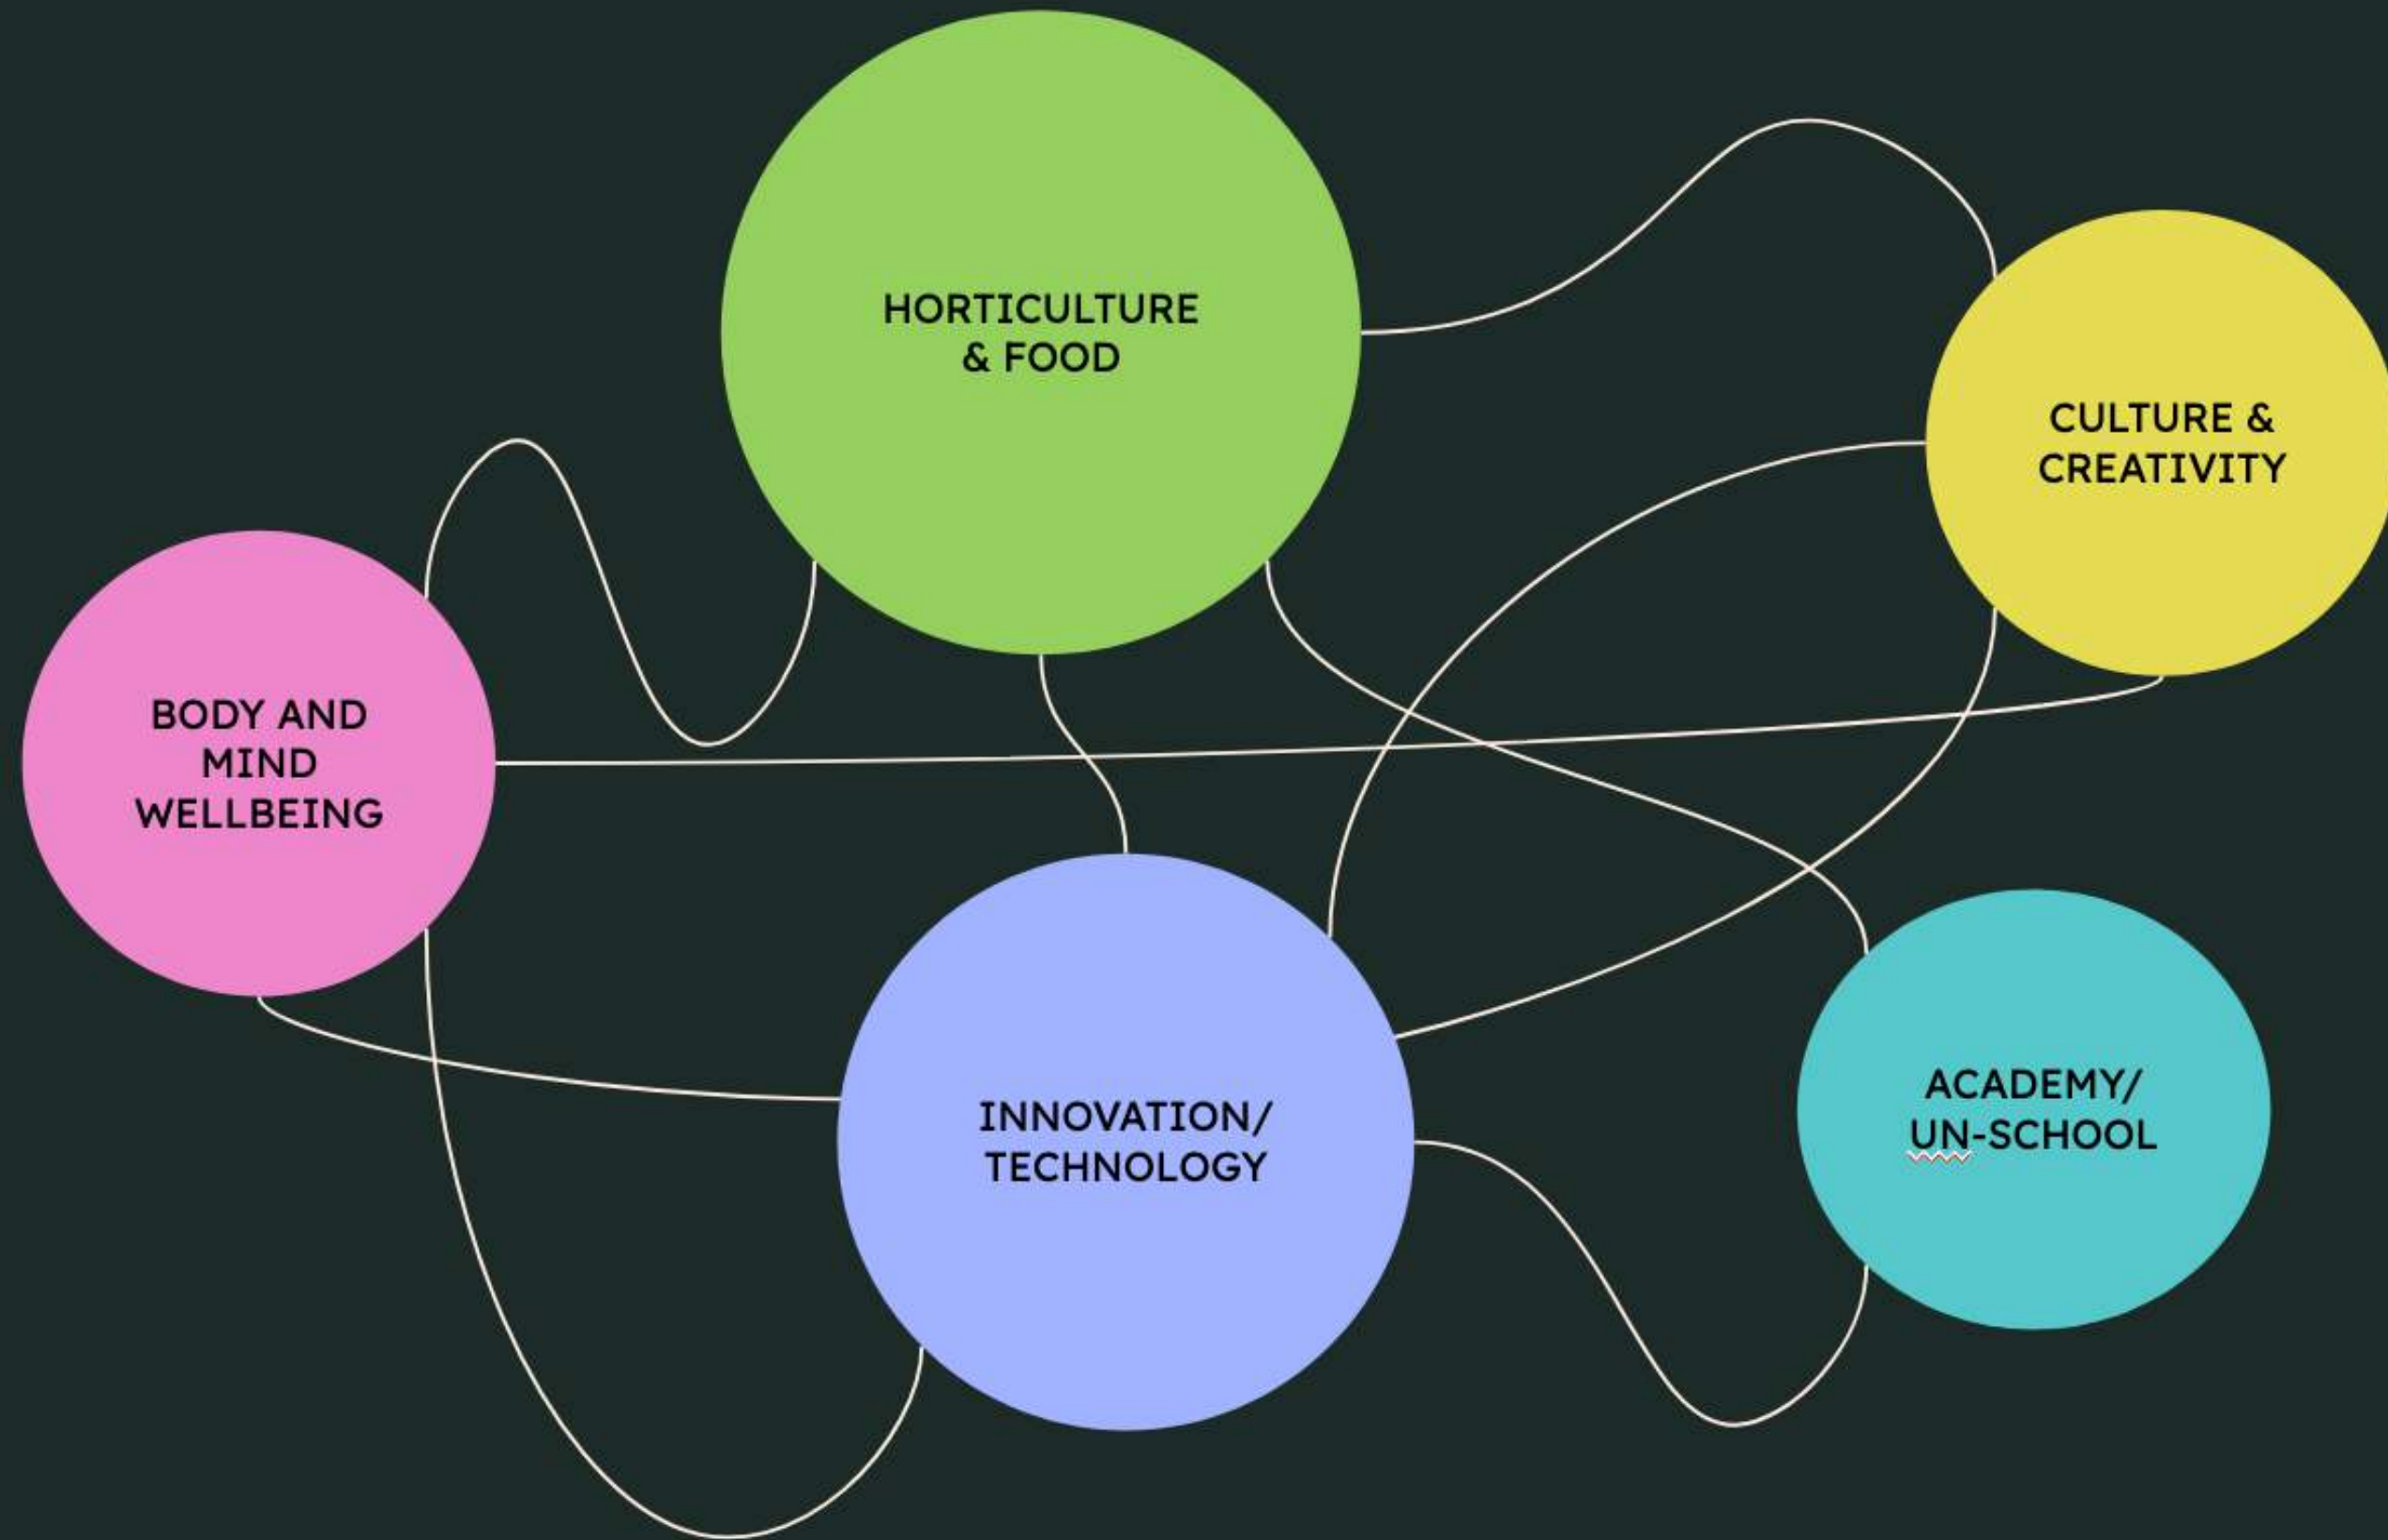 HORTICULTURE
& FOOD
CULTURE &
CREATIVITY
BODY AND
MIND
WELLBEING
INNOVATION/
TECHNOLOGY
ACADEMY/
UN-SCHOOL